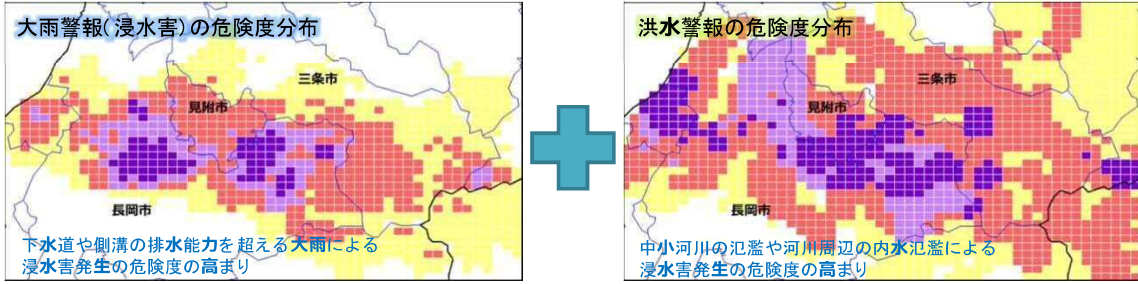 大雨警報(浸水害)の危険度分布
三条市
見附市
長岡市
下水道や側溝の排水能力を超える大雨による
浸水害発生の危険度の高まり
洪水警報の危険度分布
三条市
見附市
長岡市
中小河川の氾濫や河川周辺の内水氾濫による
浸水害発生の危険度の高まり